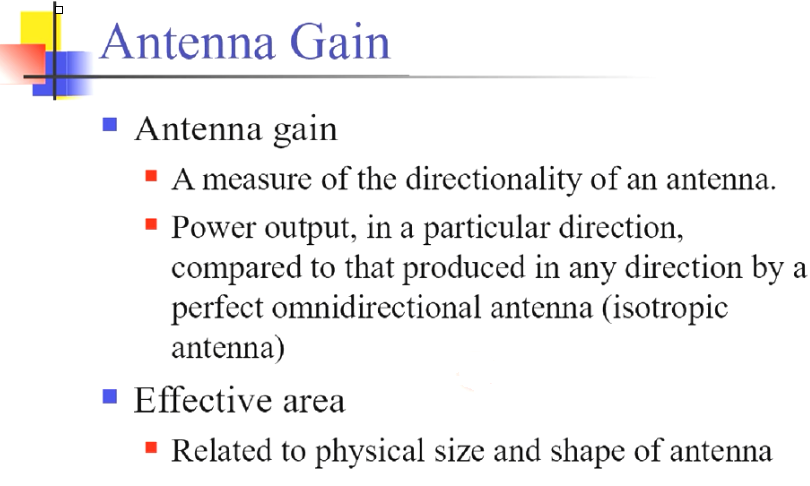 Antenna Gain
Antenna gain
A measure of the directionality of an antenna.
Power output, in a particular direction,
compared to that produced in any direction by a
perfect omnidirectional antenna (isotropic
antenna)
Effective area
Related to physical size and shape of antenna